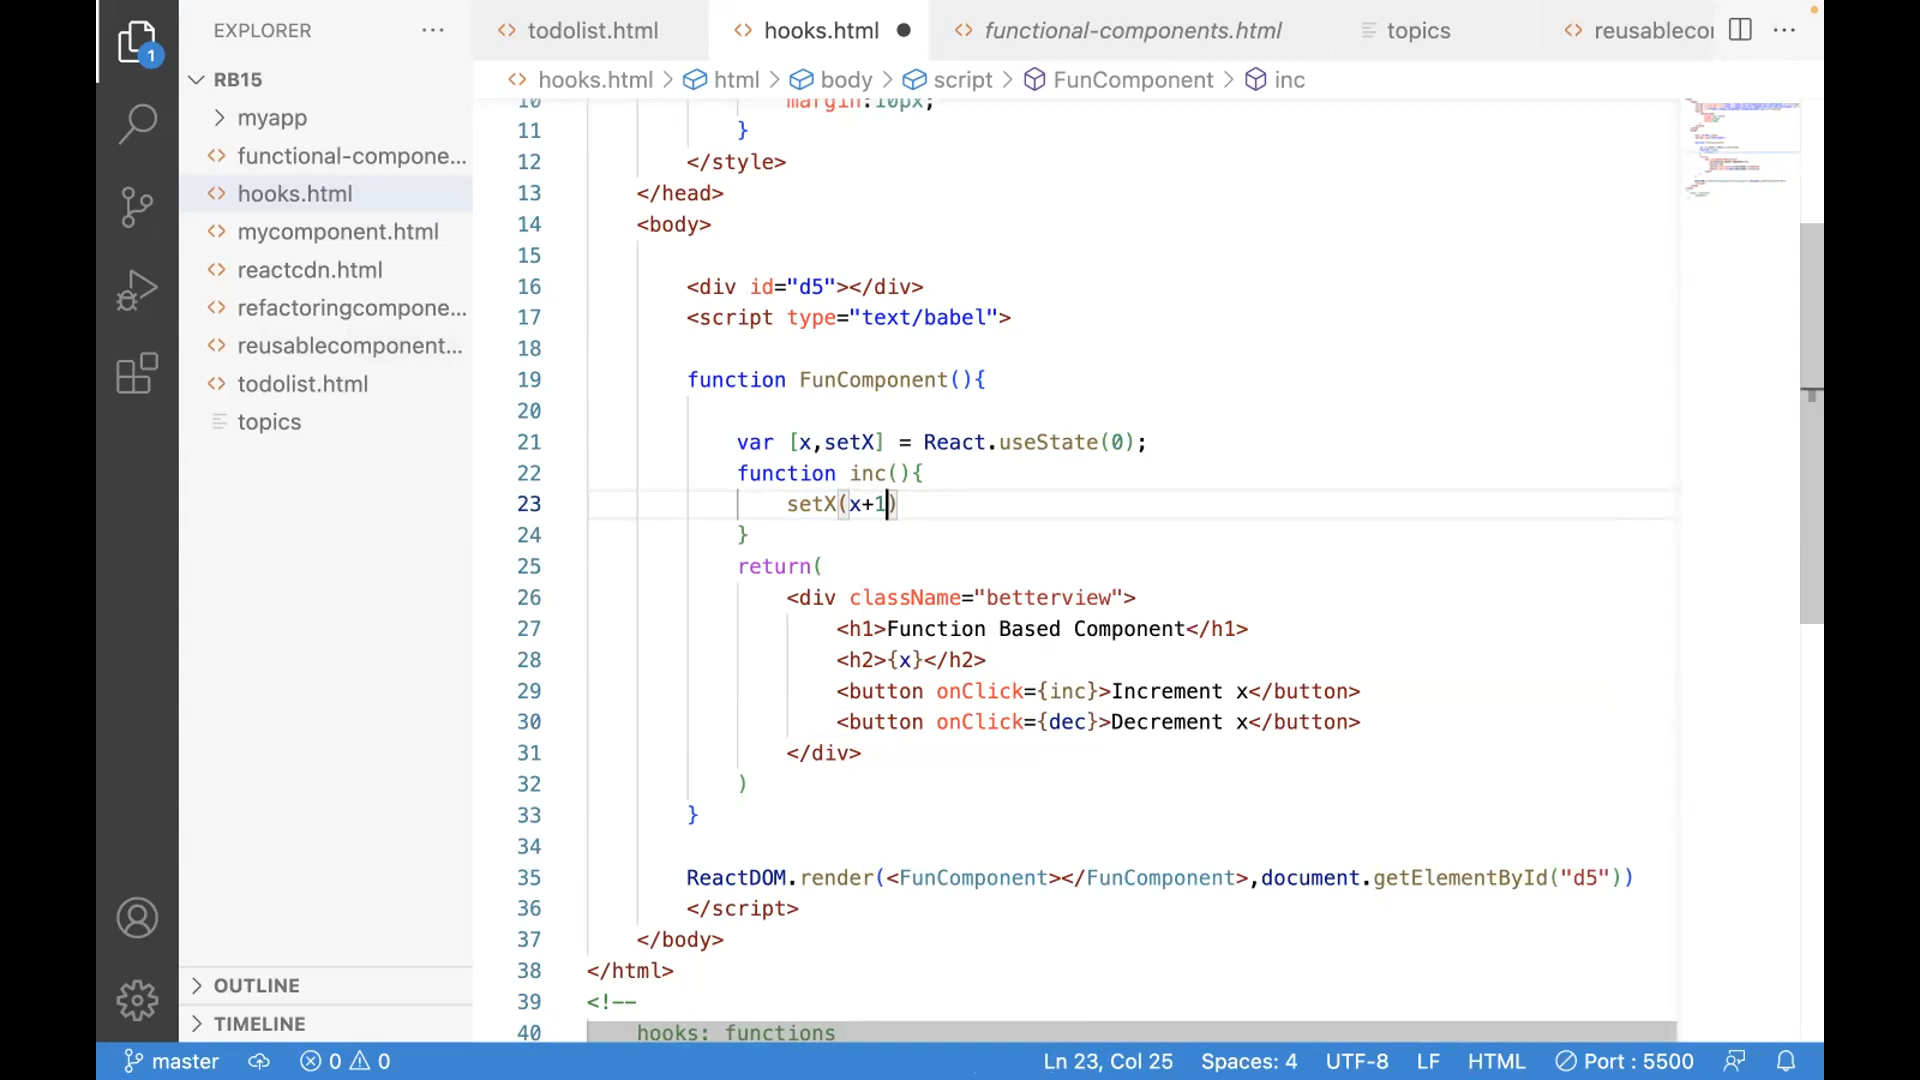 EXPLORER
RB15
myapp
functional-compone...
hooks.html
mycomponent.html
reactcdn.html
refactoringcompone...
reusablecomponent...
todolist.html
topics
OUTLINE
TIMELINE
1
todolist.html
hooks.html
functional-components.html
topics
reusablecor
hooks.html > html > body > script > FunComponent > inc
10 margin:10px;
11 }
12 </style>
13 </head>
14 <body>
15
16 <div id="d5"></div>
17 <script type="text/babel">
18
19 function FunComponent(){
20
21 var [x,setX] = React.useState(0);
22 function inc(){
23 setX(x+1)
24 }
25 return(
26 <div className="betterview">
27 <h1>Function Based Component</h1>
28 <h2>{x}</h2>
29 <button onClick={inc}>Increment x</button>
30 <button onClick={dec}>Decrement x</button>
31 </div>
32 )
33 }
34
35 ReactDOM.render(<FunComponent></FunComponent>,document.getElementById("d5"))
36 </script>
37 </body>
38 </html>
39 <!--
40 hooks: functions
master 0 0 Ln 23, Col 25 Spaces: 4 UTF-8 LF HTML Port : 5500